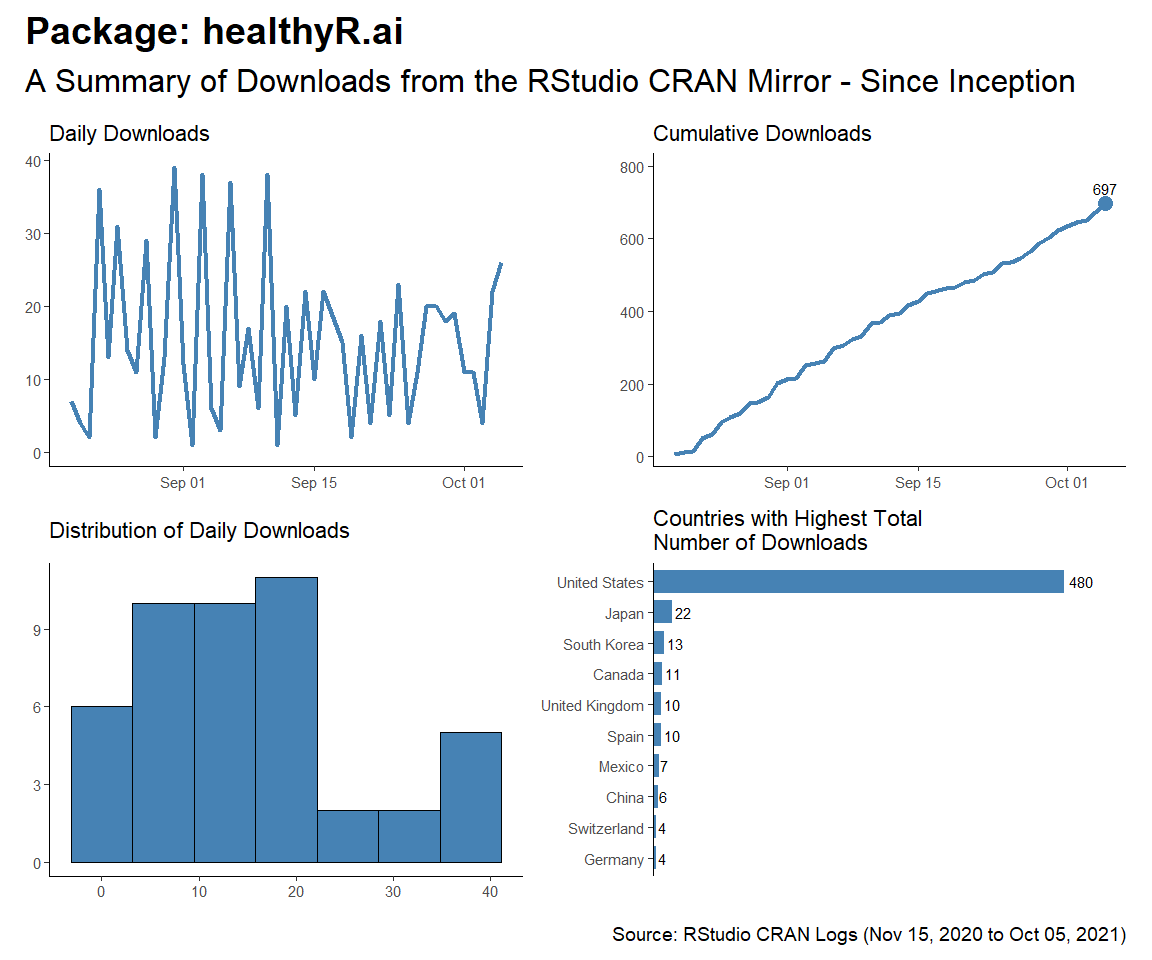 Package: healthyR.ai
A Summary of Downloads from the RStudio CRAN Mirror - Since Inception
Daily Downloads
40
30
20
10
0
Sep 01
Sep 15
Oct 01
Cumulative Downloads
800
600
400
200
0
697
Sep 01
Sep 15
Oct 01
Distribution of Daily Downloads
9
6
3
0
0
10
20
30
40
Countries with Highest Total
Number of Downloads
United States 480
Japan 22
South Korea 13
Canada 11
United Kingdom 10
Spain 10
Mexico 7
China 6
Switzerland 4
Germany 4
Source: RStudio CRAN Logs (Nov 15, 2020 to Oct 05, 2021)